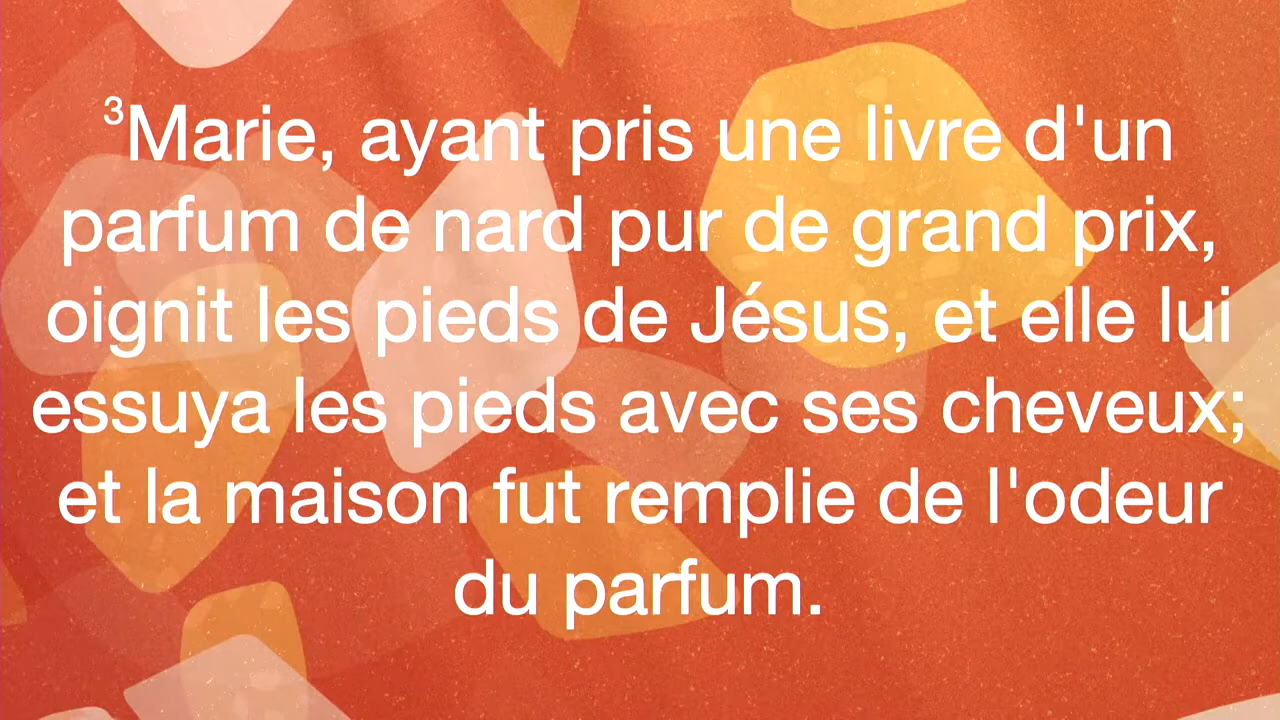 ³Marie, ayant pris une livre d'un
parfum de nard pur de grand prix,
oignit les pieds de Jésus, et elle lui
essuya les pieds avec ses cheveux;
et la maison fut remplie de l'odeur
du parfum.